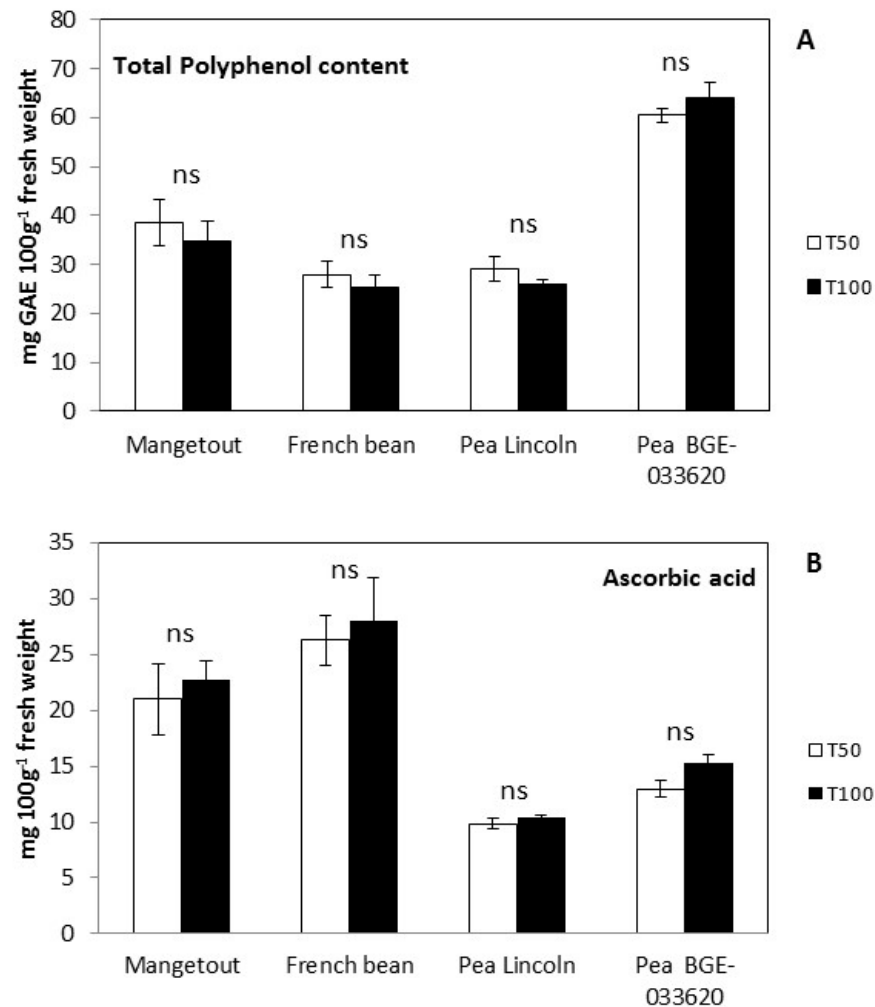 A
Total Polyphenol content
mg GAE 100g⁻¹ fresh weight
80
70
60
50
40
30
20
10
0
ns
ns
ns
ns
T50
T100
Mangetout
French bean
Pea Lincoln
Pea BGE-
033620
B
Ascorbic acid
mg 100g⁻¹ fresh weight
35
30
25
20
15
10
5
0
ns
ns
ns
ns
T50
T100
Mangetout
French bean
Pea Lincoln
Pea BGE-
033620